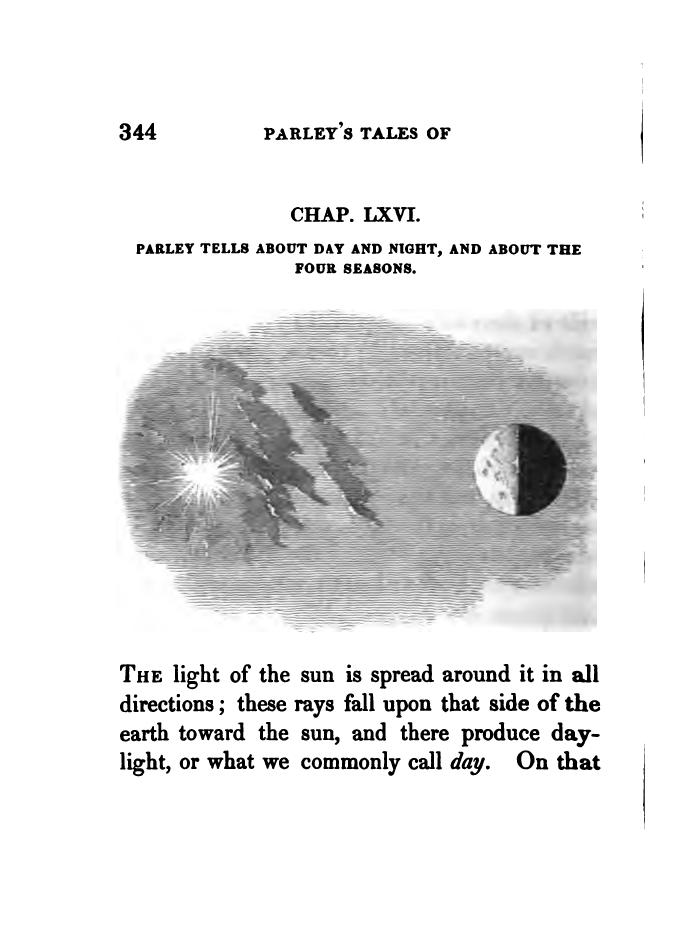 344 PARLEY'S TALES OF
CHAP. LXVI.
PARLEY TELLS ABOUT DAY AND NIGHT, AND ABOUT THE
FOUR SEASONS.
THE light of the sun is spread around it in all
directions; these rays fall upon that side of the
earth toward the sun, and there produce day-
light, or what we commonly call day. On that